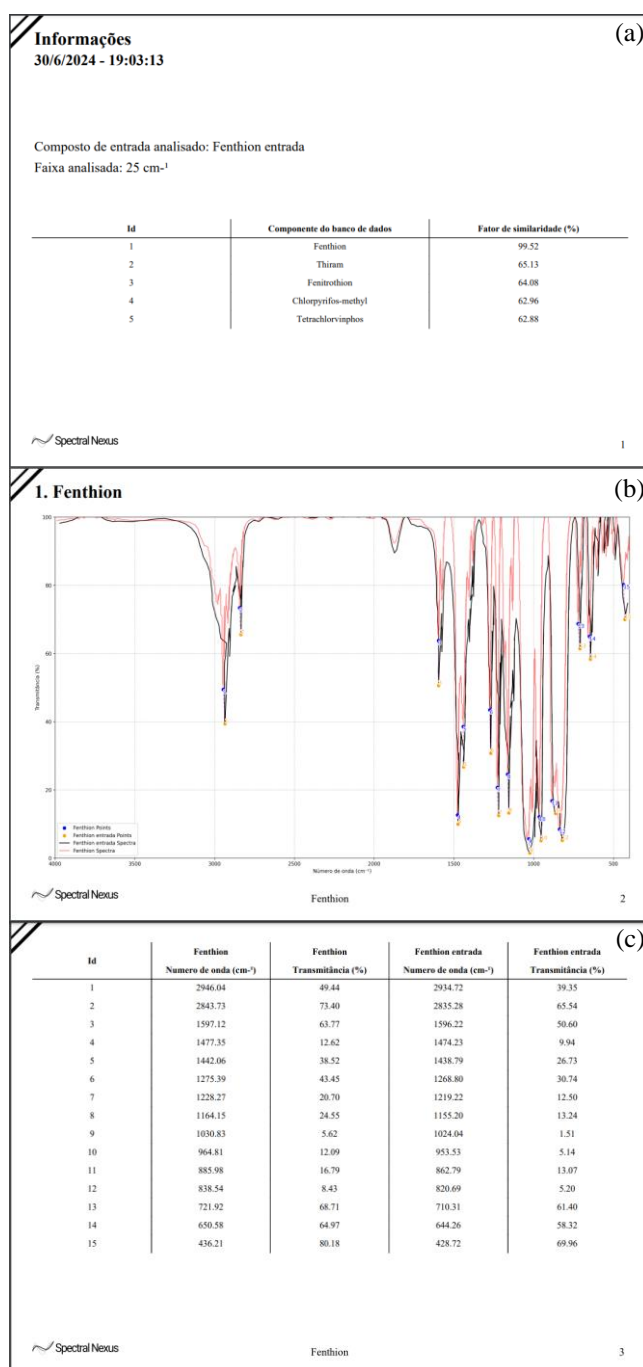 (a)
Informações
30/6/2024 - 19:03:13
Composto de entrada analisado: Fenthion entrada
Faixa analisada: 25 cm-¹
Id Componente do banco de dados Fator de similaridade (%)
1 Fenthion 99.52
2 Thiram 65.13
3 Fenitrothion 64.08
4 Chlorpyrifos-methyl 62.96
5 Tetrachlorvinphos 62.88
Spectral Nexus 1
(b)
1. Fenthion
100
80
60
40
20
0
Transmitância (%)
Fenthion Points
Fenthion entrada Points
Fenthion entrada Spectra
Fenthion Spectra
4000 3500 3000 2500 2000 1500 1000 500
Número de onda (cm⁻¹)
Spectral Nexus Fenthion 2
(c)
Id Fenthion Fenthion Fenthion entrada Fenthion entrada
Numero de onda (cm-¹) Transmitância (%) Numero de onda (cm-¹) Transmitância (%)
1 2946.04 49.44 2934.72 39.35
2 2843.73 73.40 2835.28 65.54
3 1597.12 63.77 1596.22 50.60
4 1477.35 12.62 1474.23 9.94
5 1442.06 38.52 1438.79 26.73
6 1275.39 43.45 1268.80 30.74
7 1228.27 20.70 1219.22 12.50
8 1164.15 24.55 1155.20 13.24
9 1030.83 5.62 1024.04 1.51
10 964.81 12.09 953.53 5.14
11 885.98 16.79 862.79 13.07
12 838.54 8.43 820.69 5.20
13 721.92 68.71 710.31 61.40
14 650.58 64.97 644.26 58.32
15 436.21 80.18 428.72 69.96
Spectral Nexus Fenthion 3